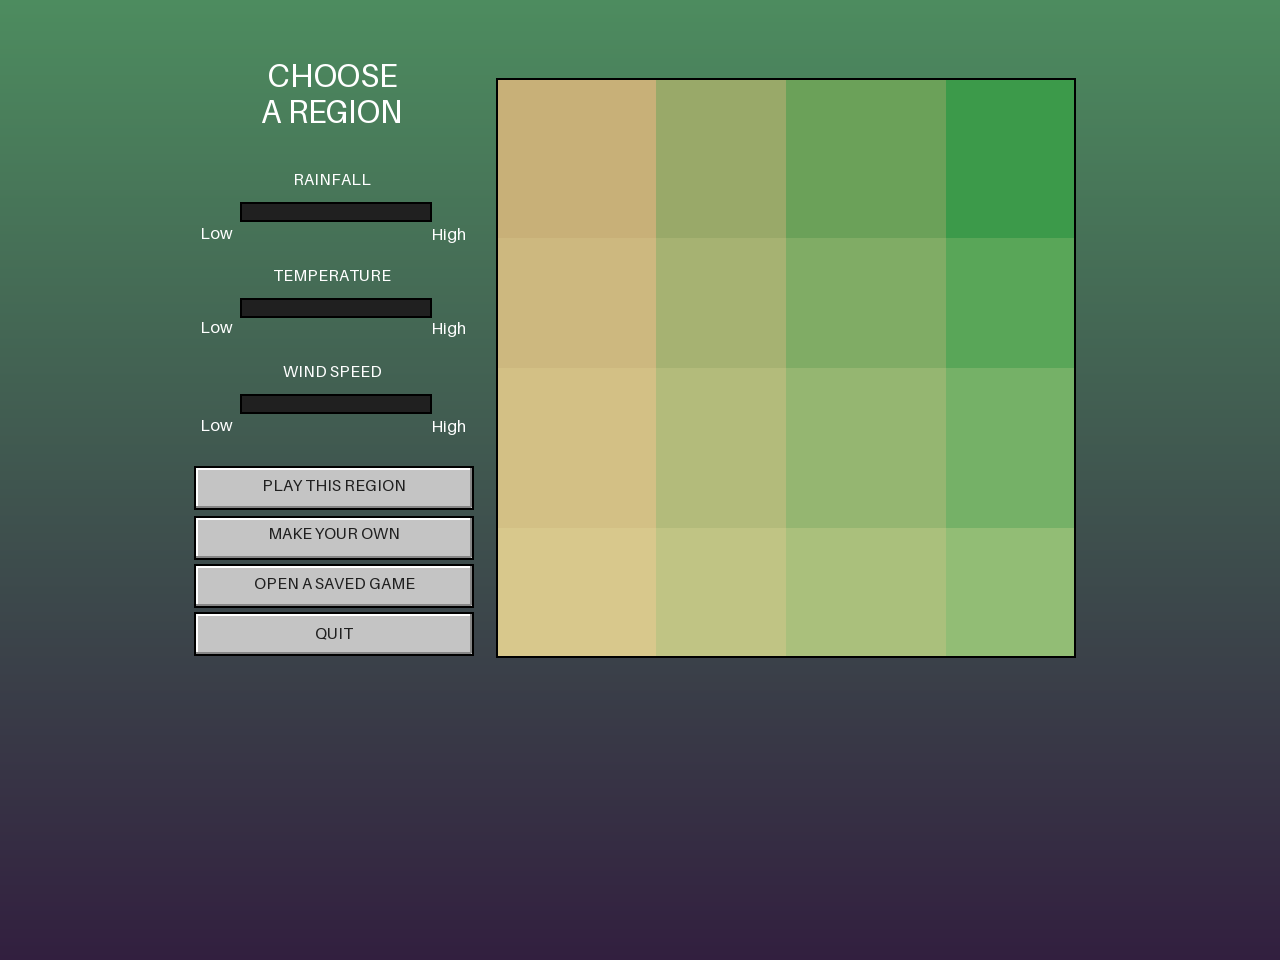 CHOOSE
A REGION
RAINFALL
Low High
TEMPERATURE
Low High
WIND SPEED
Low High
PLAY THIS REGION
MAKE YOUR OWN
OPEN A SAVED GAME
QUIT